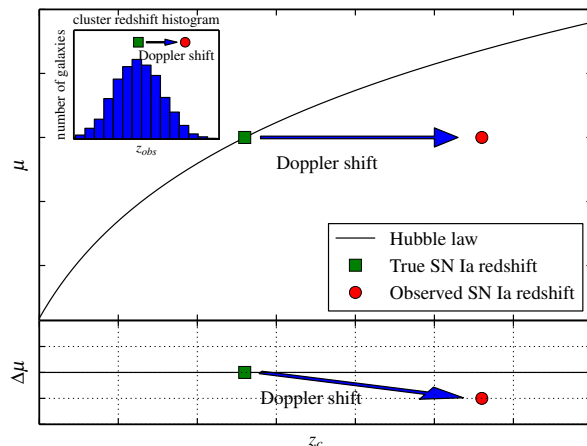 cluster redshift histogram
Doppler shift
number of galaxies
z_obs
μ
Doppler shift
Hubble law
True SN Ia redshift
Observed SN Ia redshift
Δμ
Doppler shift
z_c